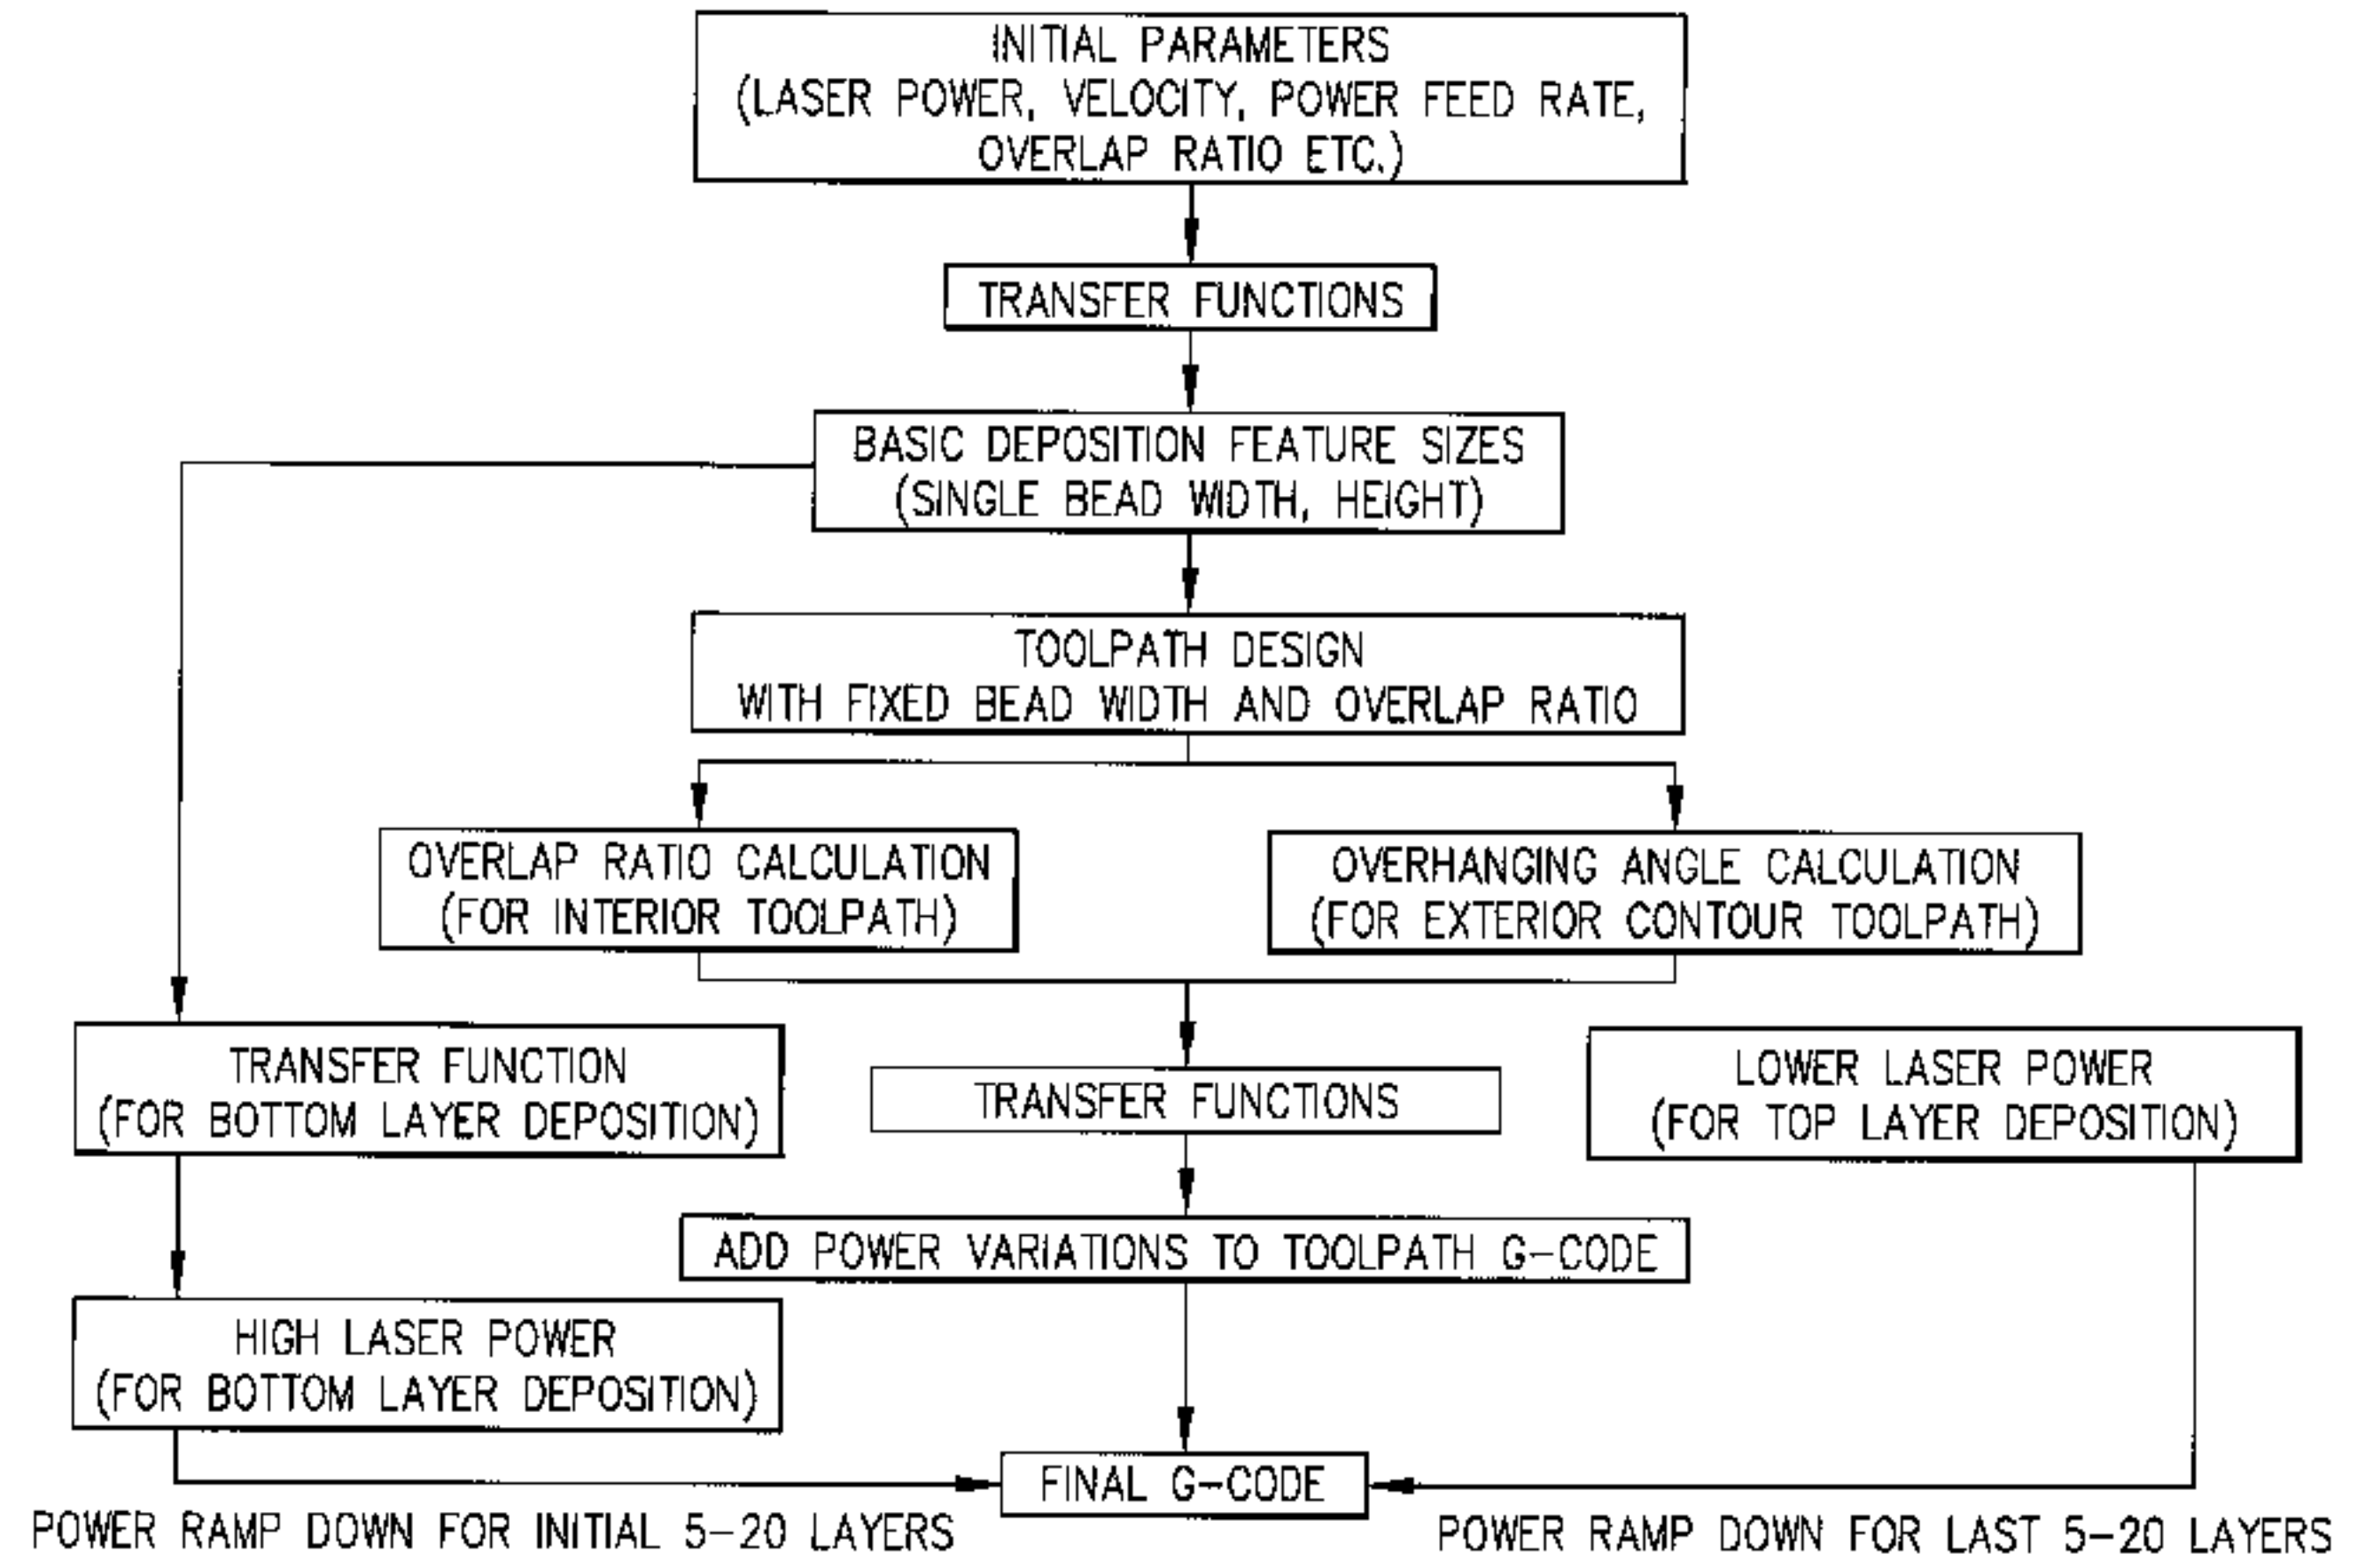 INITIAL PARAMETERS
(LASER POWER, VELOCITY, POWER FEED RATE,
OVERLAP RATIO ETC.)
TRANSFER FUNCTIONS
BASIC DEPOSITION FEATURE SIZES
(SINGLE BEAD WIDTH, HEIGHT)
TOOLPATH DESIGN
WITH FIXED BEAD WIDTH AND OVERLAP RATIO
OVERLAP RATIO CALCULATION
(FOR INTERIOR TOOLPATH)
OVERHANGING ANGLE CALCULATION
(FOR EXTERIOR CONTOUR TOOLPATH)
TRANSFER FUNCTION
(FOR BOTTOM LAYER DEPOSITION)
TRANSFER FUNCTIONS
LOWER LASER POWER
(FOR TOP LAYER DEPOSITION)
ADD POWER VARIATIONS TO TOOLPATH G-CODE
HIGH LASER POWER
(FOR BOTTOM LAYER DEPOSITION)
FINAL G-CODE
POWER RAMP DOWN FOR INITIAL 5-20 LAYERS
POWER RAMP DOWN FOR LAST 5-20 LAYERS